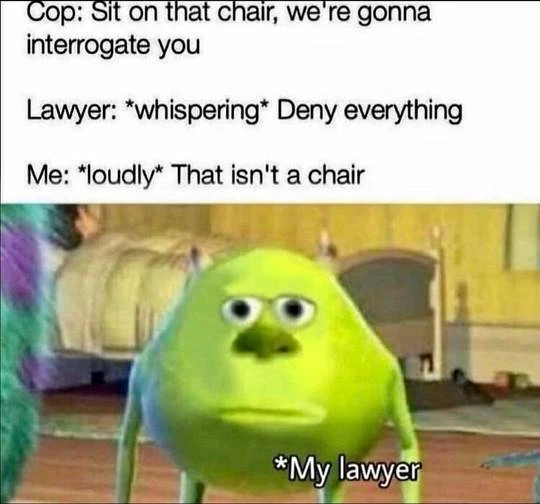 Cop: Sit on that chair, we're gonna
interrogate you
Lawyer: *whispering* Deny everything
Me: *loudly* That isn't a chair
*My lawyer